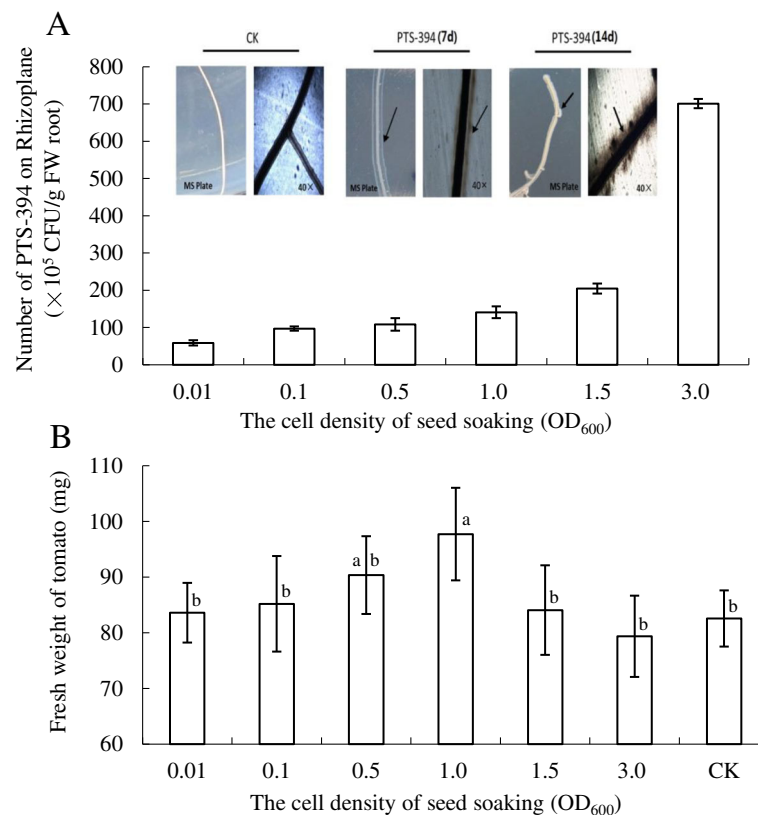 A
CK
PTS-394(7d)
PTS-394(14d)
MS Plate
40×
MS Plate
40×
MS Plate
40×
Number of PTS-394 on Rhizoplane
(×10⁵ CFU/g FW root)
800
700
600
500
400
300
200
100
0
0.01 0.1 0.5 1.0 1.5 3.0
The cell density of seed soaking (OD₆₀₀)
B
Fresh weight of tomato (mg)
110
100
90
80
70
60
b b a b a b b b
0.01 0.1 0.5 1.0 1.5 3.0 CK
The cell density of seed soaking (OD₆₀₀)